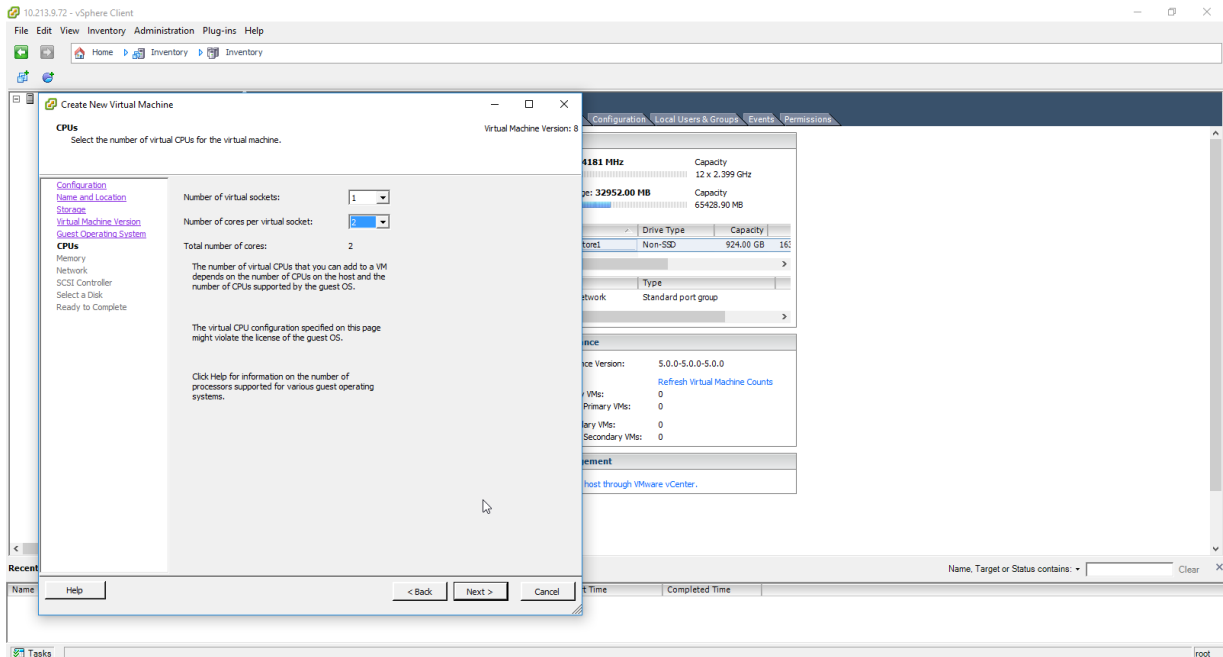 10.213.9.72 - vSphere Client
File Edit View Inventory Administration Plug-ins Help
Home Inventory Inventory
Create New Virtual Machine
CPUs
Select the number of virtual CPUs for the virtual machine.
Virtual Machine Version: 8
Configuration
Name and Location
Storage
Virtual Machine Version
Guest Operating System
CPUs
Memory
Network
SCSI Controller
Select a Disk
Ready to Complete
Number of virtual sockets: 1
Number of cores per virtual socket: 2
Total number of cores: 2
The number of virtual CPUs that you can add to a VM
depends on the number of CPUs on the host and the
number of CPUs supported by the guest OS.
The virtual CPU configuration specified on this page
might violate the license of the guest OS.
Click Help for information on the number of
processors supported for various guest operating
systems.
Help < Back Next > Cancel
Configuration Local Users & Groups Events Permissions
4181 MHz Capacity
12 x 2.399 GHz
ge: 32952.00 MB Capacity
65428.90 MB
Drive Type Capacity
tore1 Non-SSD 924.00 GB 163
Type
etwork Standard port group
ance
nce Version: 5.0.0-5.0.0-5.0.0
Refresh Virtual Machine Counts
VMs: 0
Primary VMs: 0
dary VMs: 0
Secondary VMs: 0
gement
host through VMware vCenter.
Recent
Name, Target or Status contains: Clear
Name
t Time Completed Time
Tasks
root